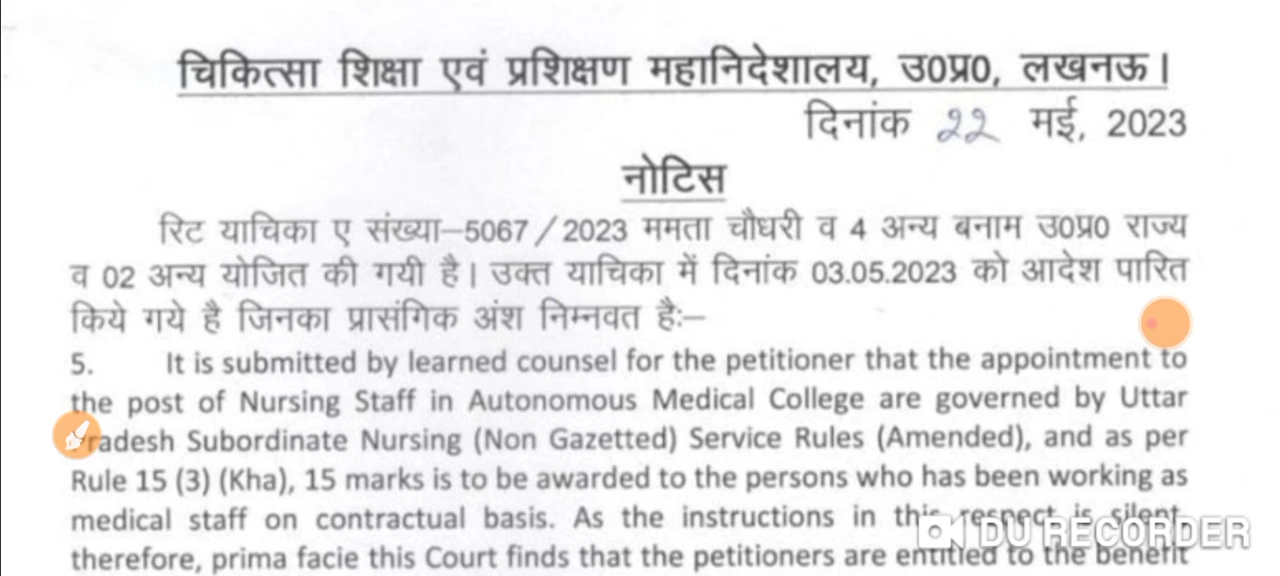 चिकित्सा शिक्षा एवं प्रशिक्षण महानिदेशालय, उ0प्र0, लखनऊ।
दिनांक 22 मई, 2023
नोटिस
रिट याचिका ए संख्या–5067/2023 ममता चौधरी व 4 अन्य बनाम उ0प्र0 राज्य
व 02 अन्य योजित की गयी है। उक्त याचिका में दिनांक 03.05.2023 को आदेश पारित
किये गये है जिनका प्रासंगिक अंश निम्नवत है:–
5. It is submitted by learned counsel for the petitioner that the appointment to
the post of Nursing Staff in Autonomous Medical College are governed by Uttar
Pradesh Subordinate Nursing (Non Gazetted) Service Rules (Amended), and as per
Rule 15 (3) (Kha), 15 marks is to be awarded to the persons who has been working as
medical staff on contractual basis. As the instructions in this respect is silent,
therefore, prima facie this Court finds that the petitioners are entitled to the benefit
DU RECORDER